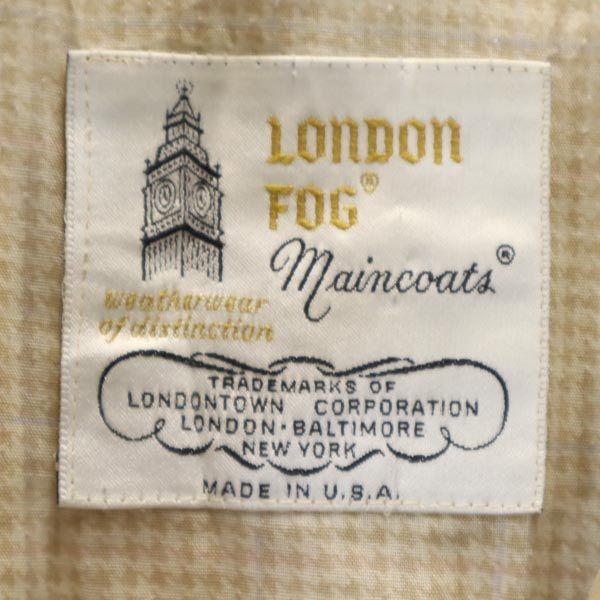 LONDON
FOG®
Maincoats®
weatherwear
of distinction
TRADEMARKS OF
LONDONTOWN CORPORATION
LONDON·BALTIMORE
NEW YORK
MADE IN U.S.A.